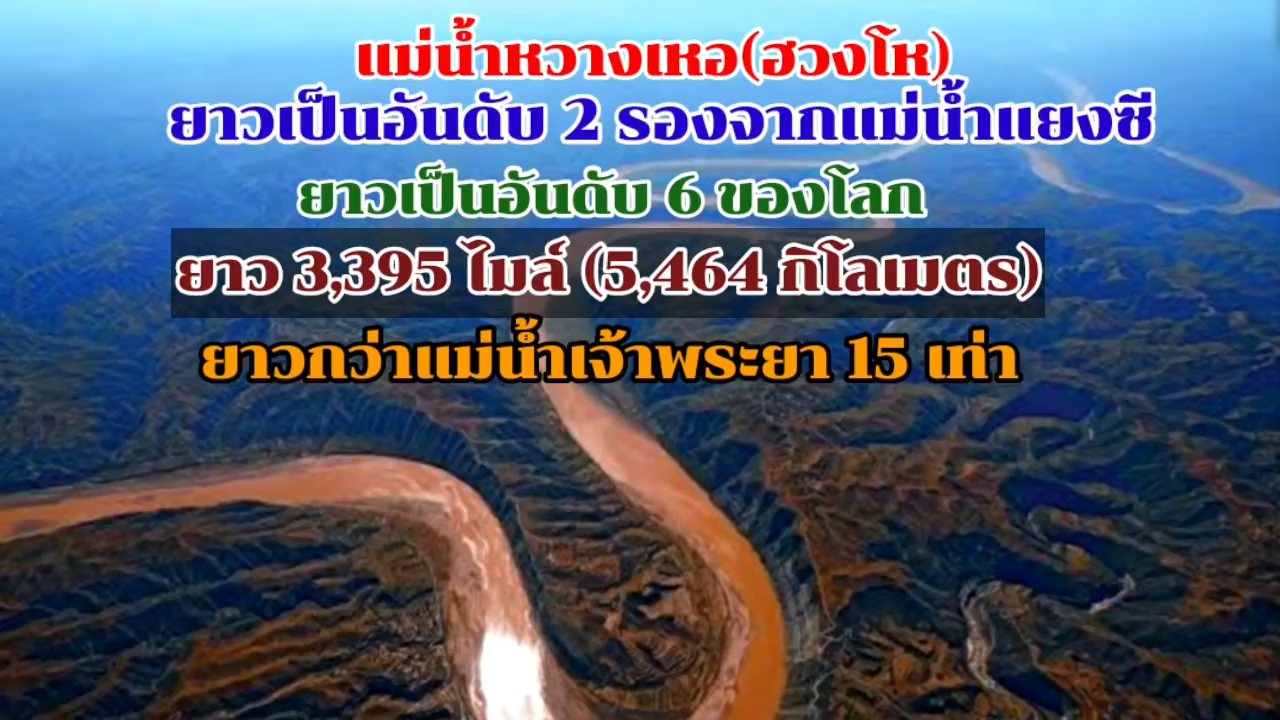 แม่น้ำหวางเหอ(ฮวงโห)
ยาวเป็นอันดับ 2 รองจากแม่น้ำแยงซี
ยาวเป็นอันดับ 6 ของโลก
ยาว 3,395 ไมล์ (5,464 กิโลเมตร)
ยาวกว่าแม่น้ำเจ้าพระยา 15 เท่า